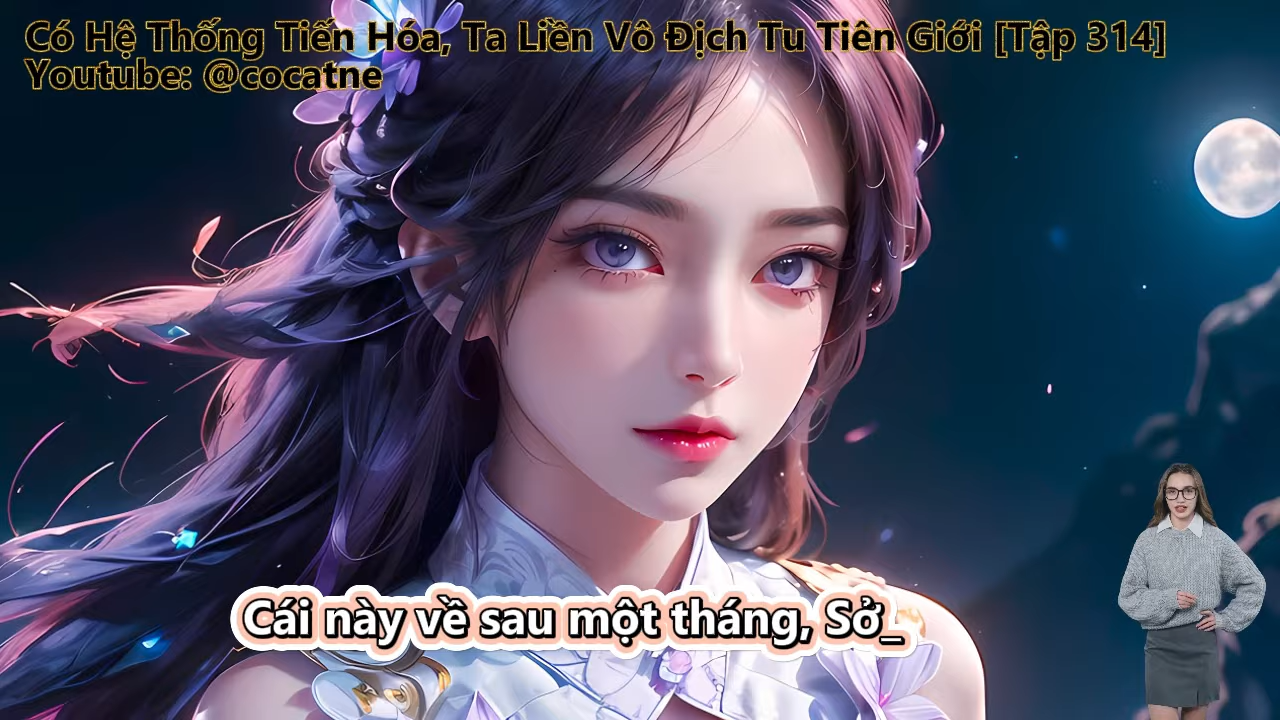 Có Hệ Thống Tiến Hóa, Ta Liền Vô Địch Tu Tiên Giới [Tập 314]
Youtube: @cocatne
Cái này về sau một tháng, Sở_